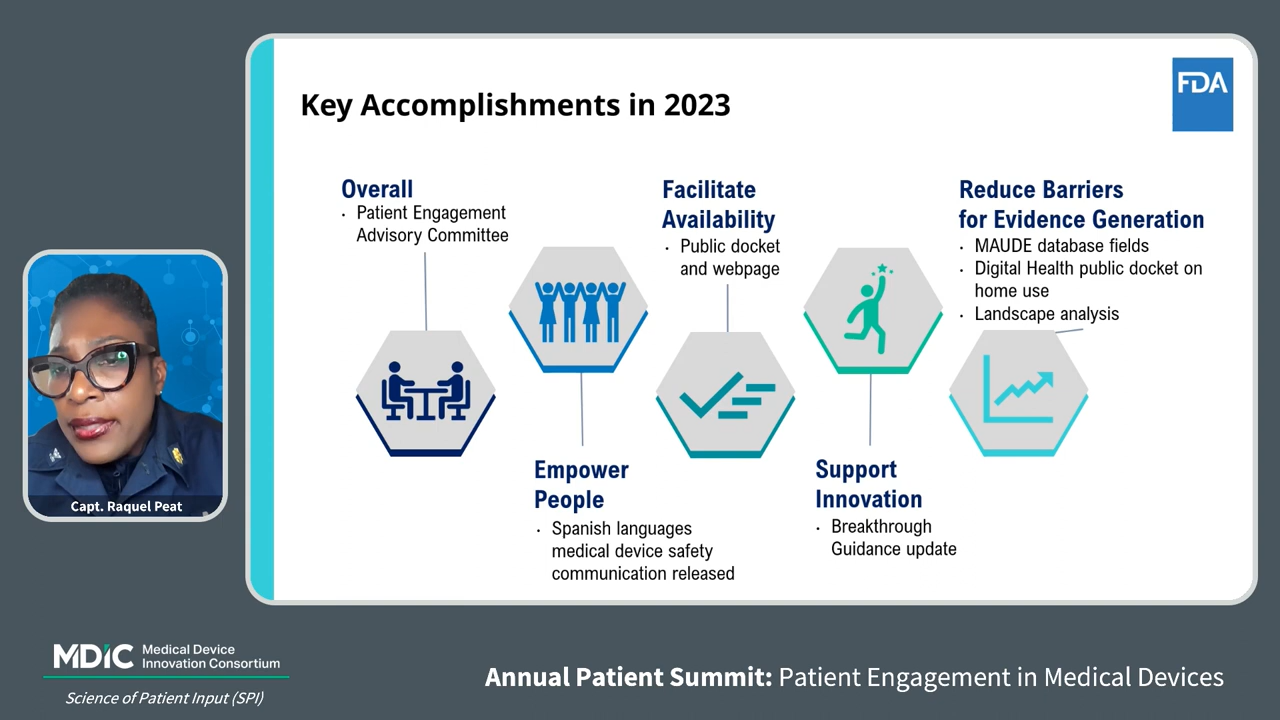 FDA
Key Accomplishments in 2023
Overall
· Patient Engagement
Advisory Committee
Empower
People
· Spanish languages
medical device safety
communication released
Facilitate
Availability
· Public docket
and webpage
Support
Innovation
· Breakthrough
Guidance update
Reduce Barriers
for Evidence Generation
· MAUDE database fields
· Digital Health public docket on
home use
· Landscape analysis
Capt. Raquel Peat
MDIC Medical Device
Innovation Consortium
Science of Patient Input (SPI)
Annual Patient Summit: Patient Engagement in Medical Devices